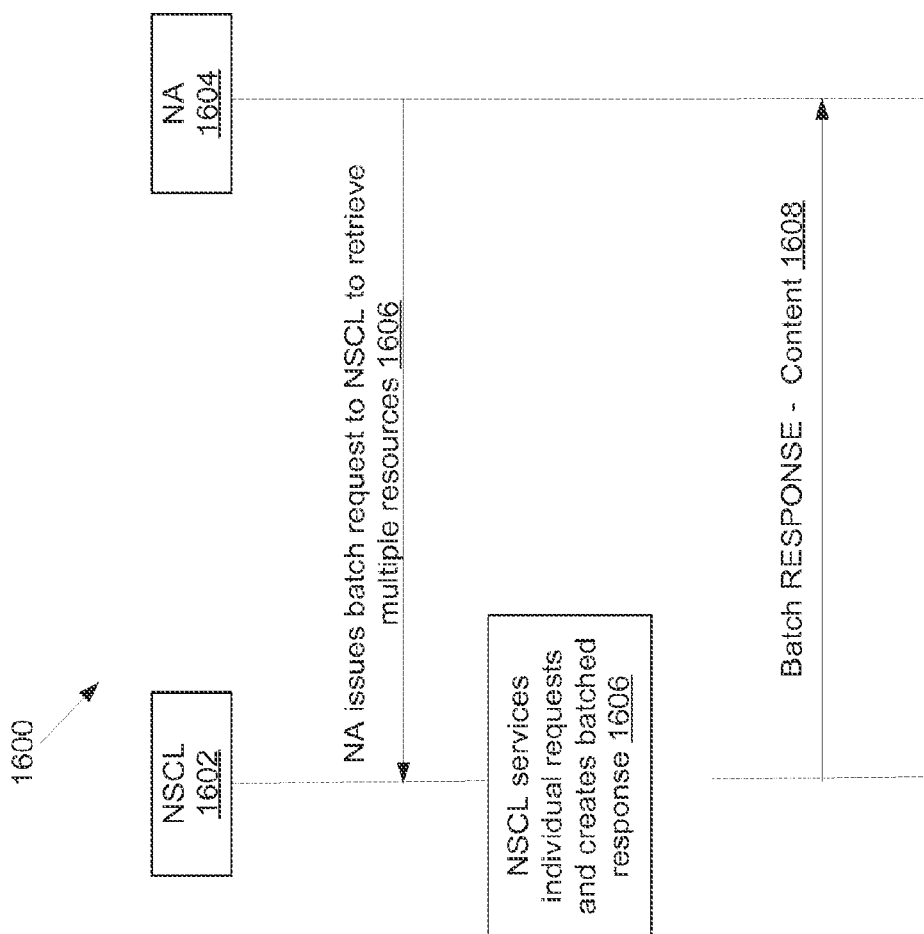 1600
NSCL
1602
NA
1604
NA issues batch request to NSCL to retrieve
multiple resources 1606
NSCL services
individual requests
and creates batched
response 1606
Batch RESPONSE - Content 1608